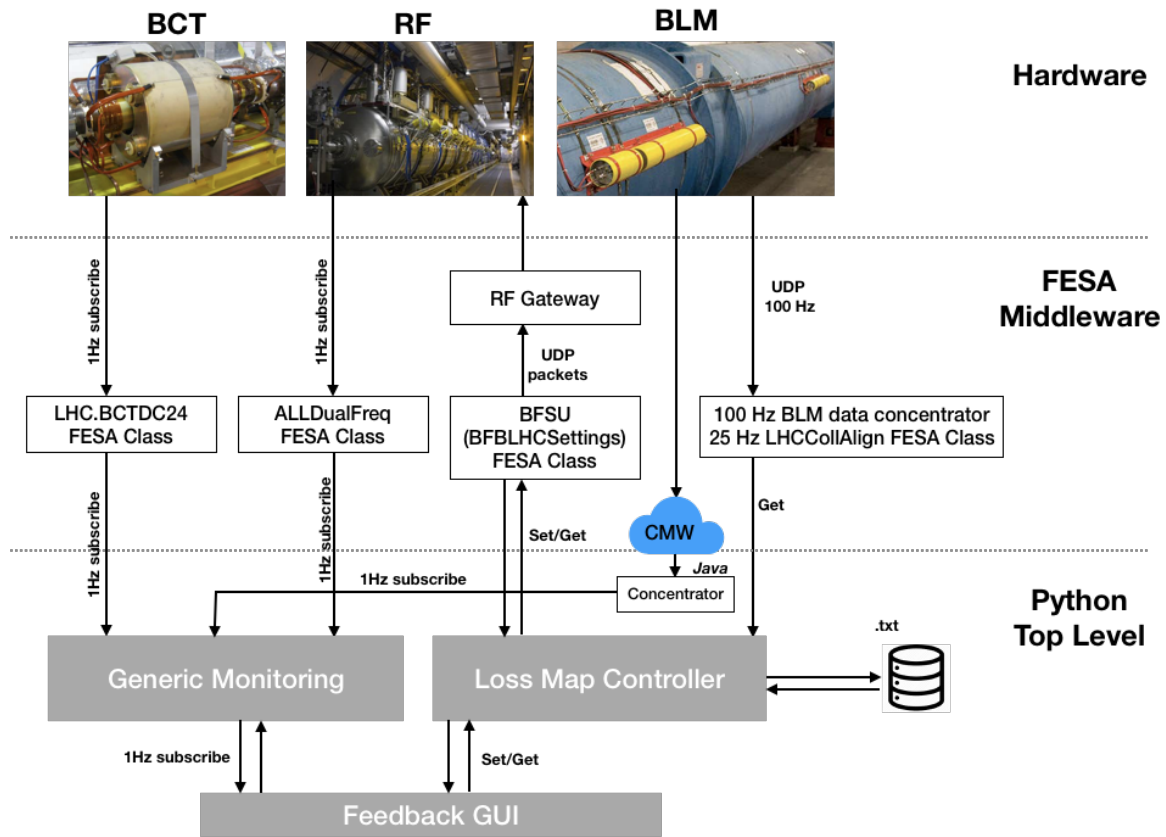 BCT
RF
BLM
Hardware
1Hz subscribe
1Hz subscribe
RF Gateway
UDP
100 Hz
FESA
Middleware
UDP
packets
LHC.BCTDC24
FESA Class
ALLDualFreq
FESA Class
BFSU
(BFBLHCSettings)
FESA Class
100 Hz BLM data concentrator
25 Hz LHCCollAlign FESA Class
1Hz subscribe
1Hz subscribe
Set/Get
CMW
Get
1Hz subscribe
Java
Concentrator
Python
Top Level
.txt
Generic Monitoring
Loss Map Controller
1Hz subscribe
Set/Get
Feedback GUI